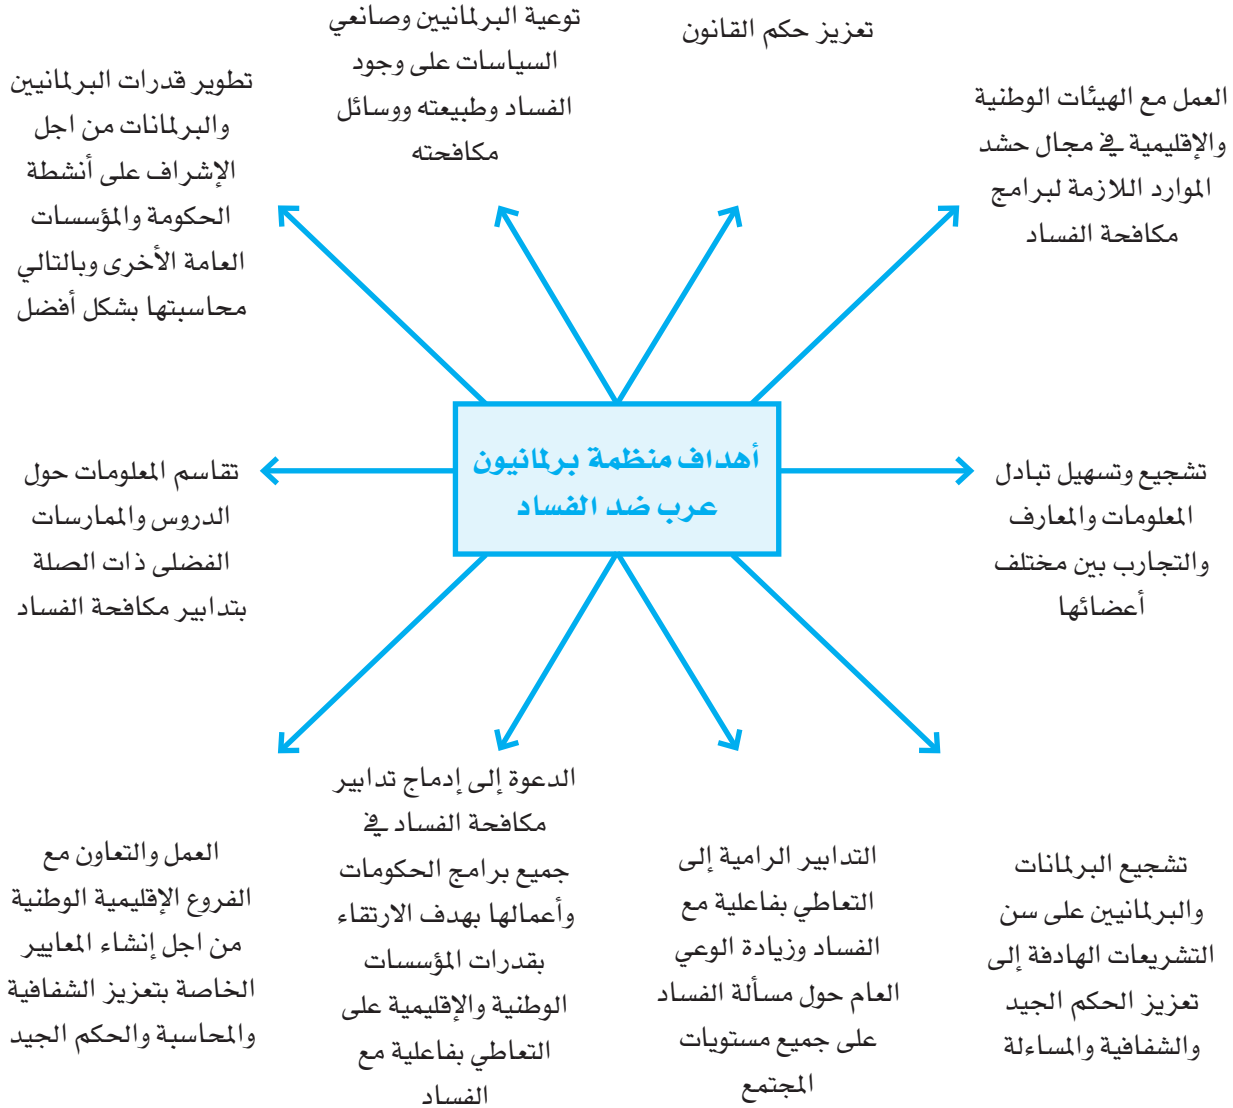 توعية البرلمانيين وصانعي
السياسات على وجود
الفساد وطبيعته ووسائل
مكافحته
تعزيز حكم القانون
العمل مع الهيئات الوطنية
والإقليمية في مجال حشد
الموارد اللازمة لبرامج
مكافحة الفساد
تطوير قدرات البرلمانيين
والبرلمانات من اجل
الإشراف على أنشطة
الحكومة والمؤسسات
العامة الأخرى وبالتالي
محاسبتها بشكل أفضل
أهداف منظمة برلمانيون
عرب ضد الفساد
تشجيع وتسهيل تبادل
المعلومات والمعارف
والتجارب بين مختلف
أعضائها
تقاسم المعلومات حول
الدروس والممارسات
الفضلى ذات الصلة
بتدابير مكافحة الفساد
تشجيع البرلمانات
والبرلمانيين على سن
التشريعات الهادفة إلى
تعزيز الحكم الجيد
والشفافية والمساءلة
التدابير الرامية إلى
التعاطي بفاعلية مع
الفساد وزيادة الوعي
العام حول مسألة الفساد
على جميع مستويات
المجتمع
الدعوة إلى إدماج تدابير
مكافحة الفساد في
جميع برامج الحكومات
وأعمالها بهدف الارتقاء
بقدرات المؤسسات
الوطنية والإقليمية على
التعاطي بفاعلية مع
الفساد
العمل والتعاون مع
الفروع الإقليمية الوطنية
من اجل إنشاء المعايير
الخاصة بتعزيز الشفافية
والمحاسبة والحكم الجيد